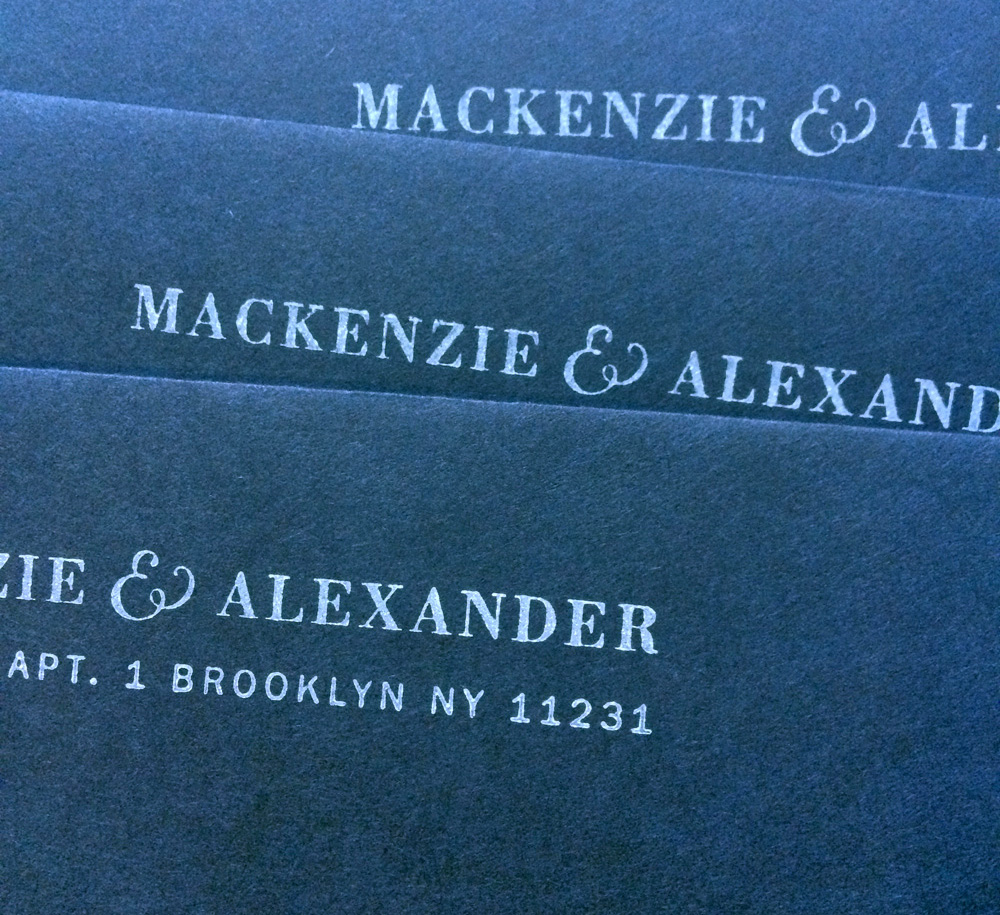 MACKENZIE & AL
MACKENZIE & ALEXAND
ZIE & ALEXANDER
APT. 1 BROOKLYN NY 11231